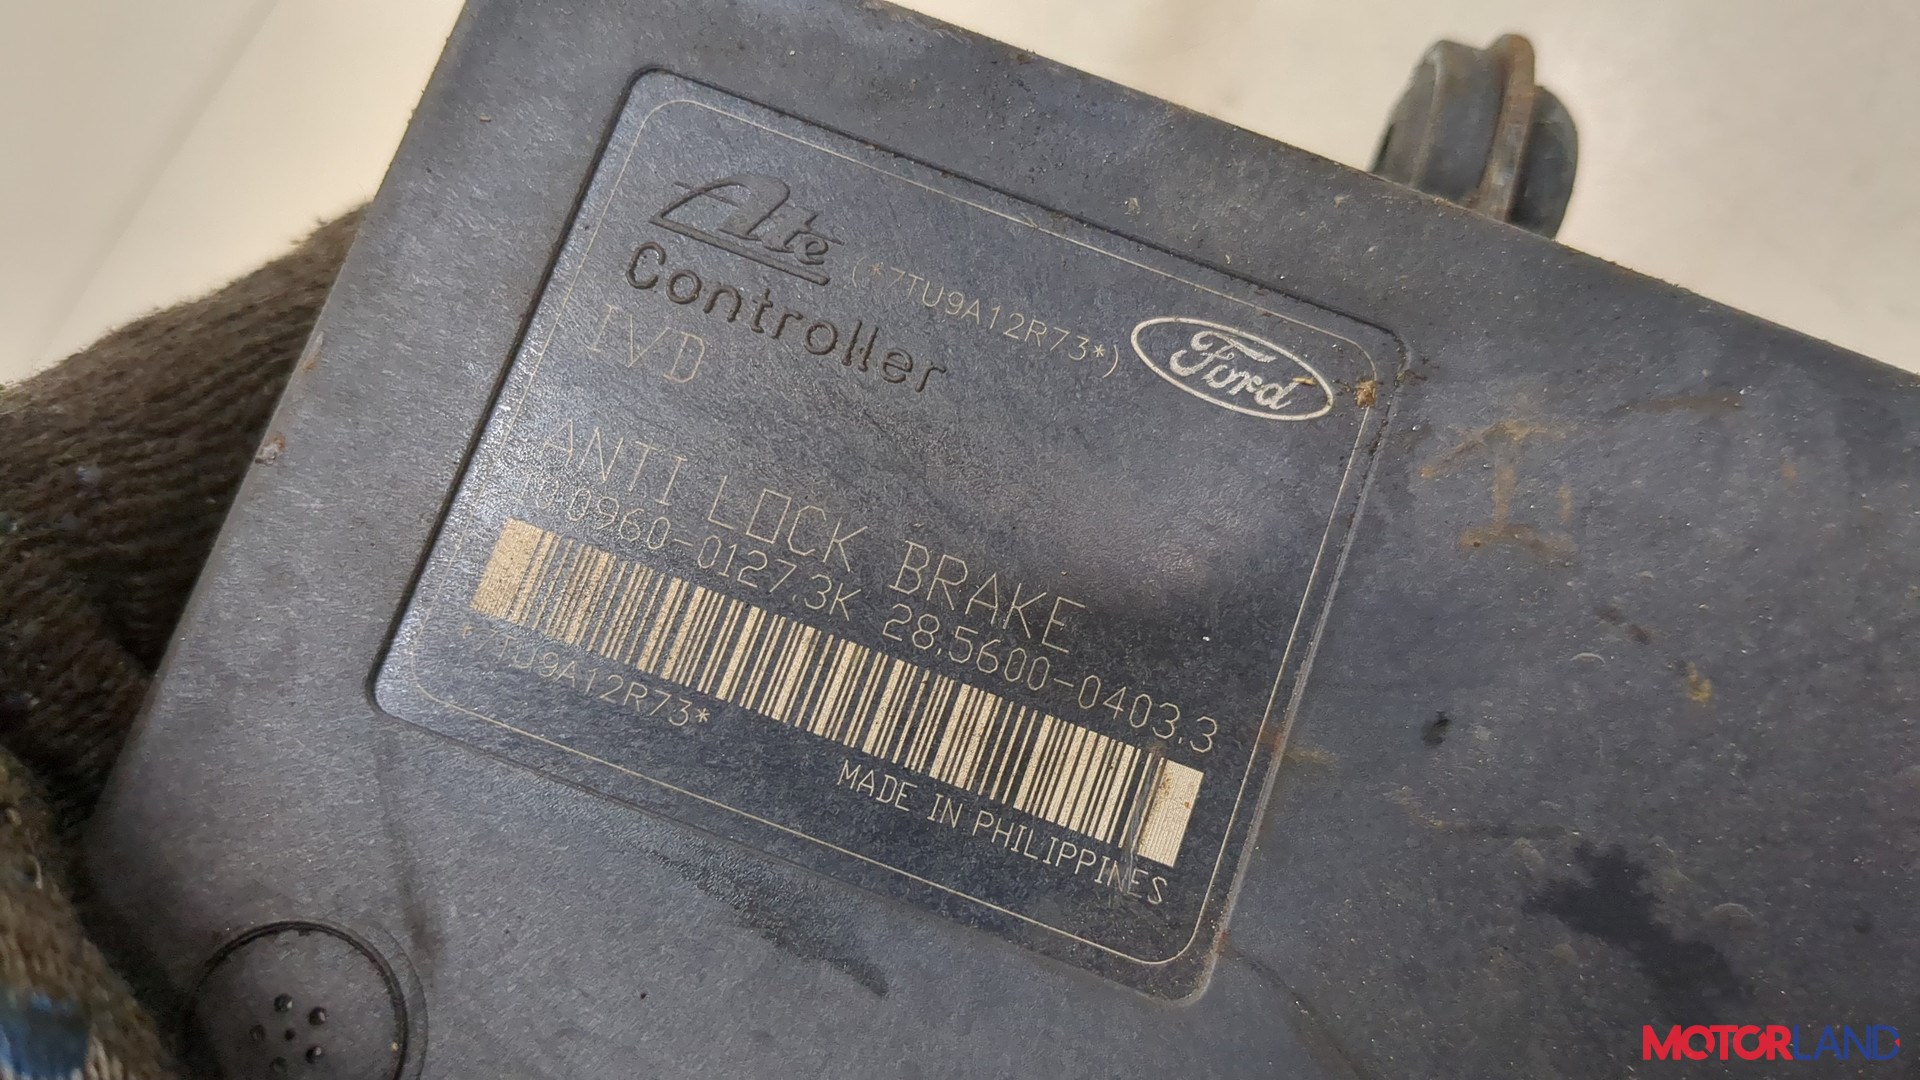 Ate (*7TU9A12R73*) Ford
Controller
IVD
ANTI LOCK BRAKE
10.0960-0127.3K 28.5600-0403.3
*7TU9A12R73*
MADE IN PHILIPPINES
MOTORLAND